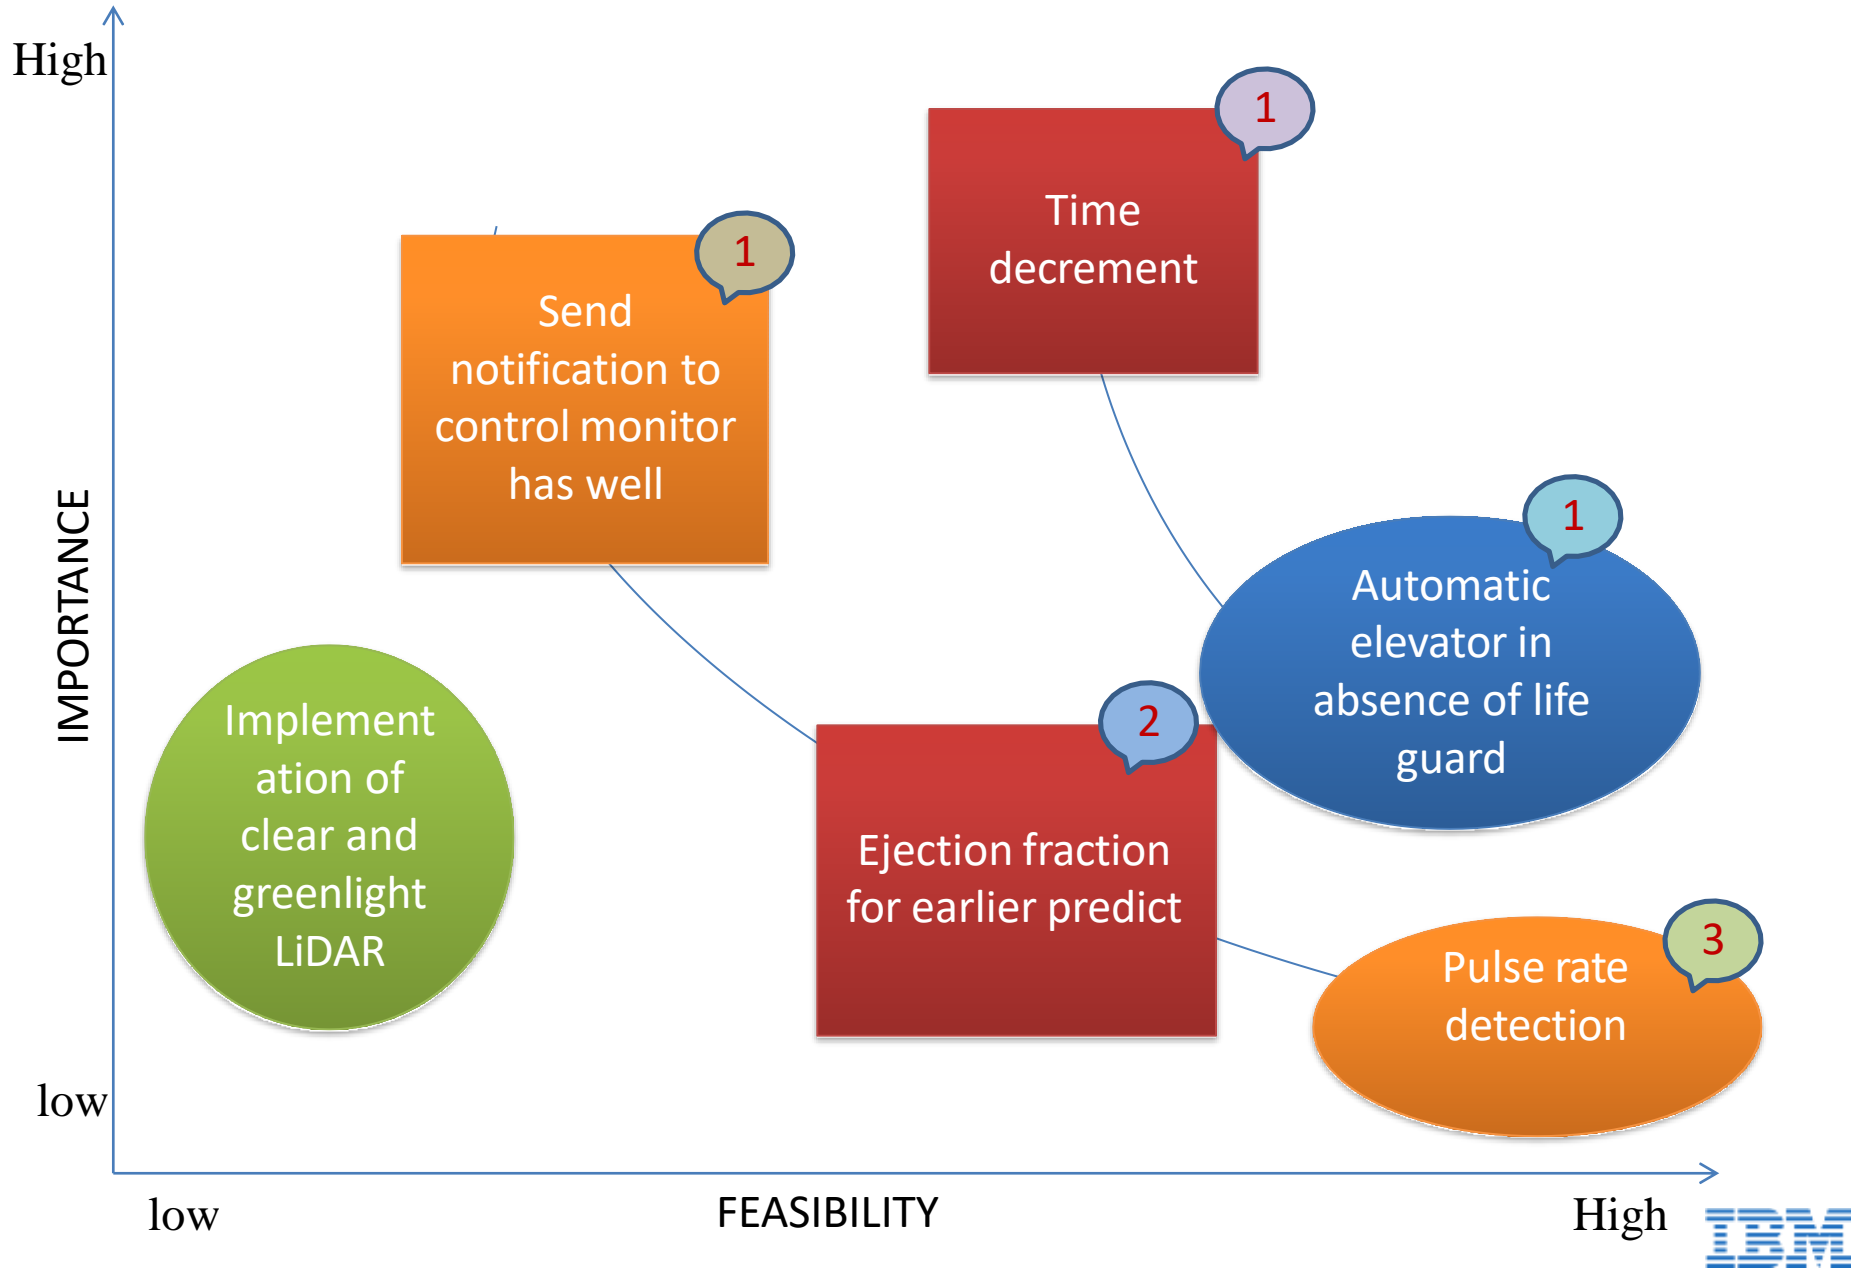 High
1
Time
decrement
1
Send
notification to
control monitor
has well
IMPORTANCE
1
Automatic
elevator in
absence of life
guard
Implement
ation of
clear and
greenlight
LiDAR
2
Ejection fraction
for earlier predict
3
Pulse rate
detection
low
low
FEASIBILITY
High
IBM